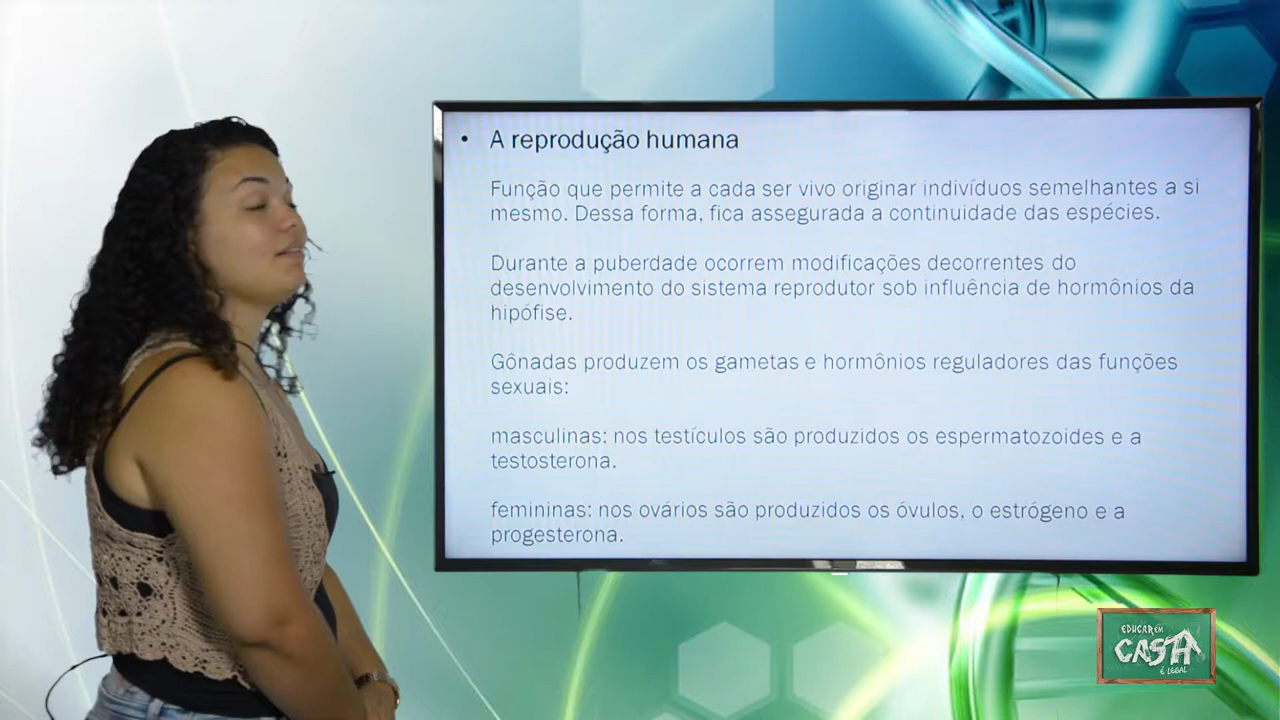 • A reprodução humana
Função que permite a cada ser vivo originar indivíduos semelhantes a si
mesmo. Dessa forma, fica assegurada a continuidade das espécies.
Durante a puberdade ocorrem modificações decorrentes do
desenvolvimento do sistema reprodutor sob influência de hormônios da
hipófise.
Gônadas produzem os gametas e hormônios reguladores das funções
sexuais:
masculinas: nos testículos são produzidos os espermatozoides e a
testosterona.
femininas: nos ovários são produzidos os óvulos, o estrógeno e a
progesterona.
EDUCAR EM
CASA
É LEGAL